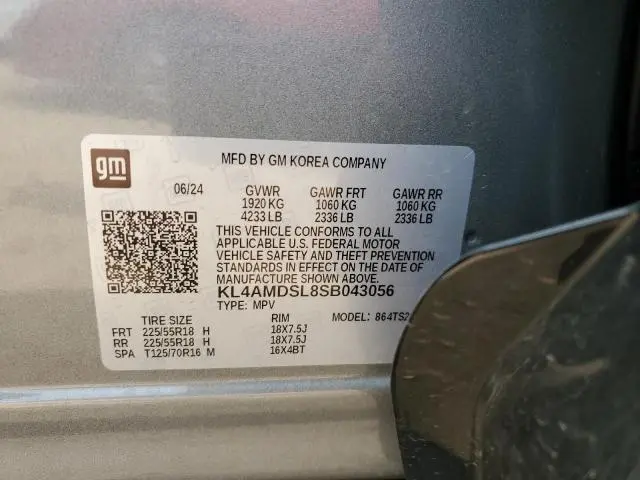 gm
MFD BY GM KOREA COMPANY
06/24 GVWR GAWR FRT GAWR RR
1920 KG 1060 KG 1060 KG
4233 LB 2336 LB 2336 LB
THIS VEHICLE CONFORMS TO ALL
APPLICABLE U.S. FEDERAL MOTOR
VEHICLE SAFETY AND THEFT PREVENTION
STANDARDS IN EFFECT ON THE DATE OF
MANUFACTURE SHOWN ABOVE.
KL4AMDSL8SB043056
TYPE: MPV
TIRE SIZE RIM MODEL: 864TS2
FRT 225/55R18 H 18X7.5J
RR 225/55R18 H 18X7.5J
SPA T125/70R16 M 16X4BT